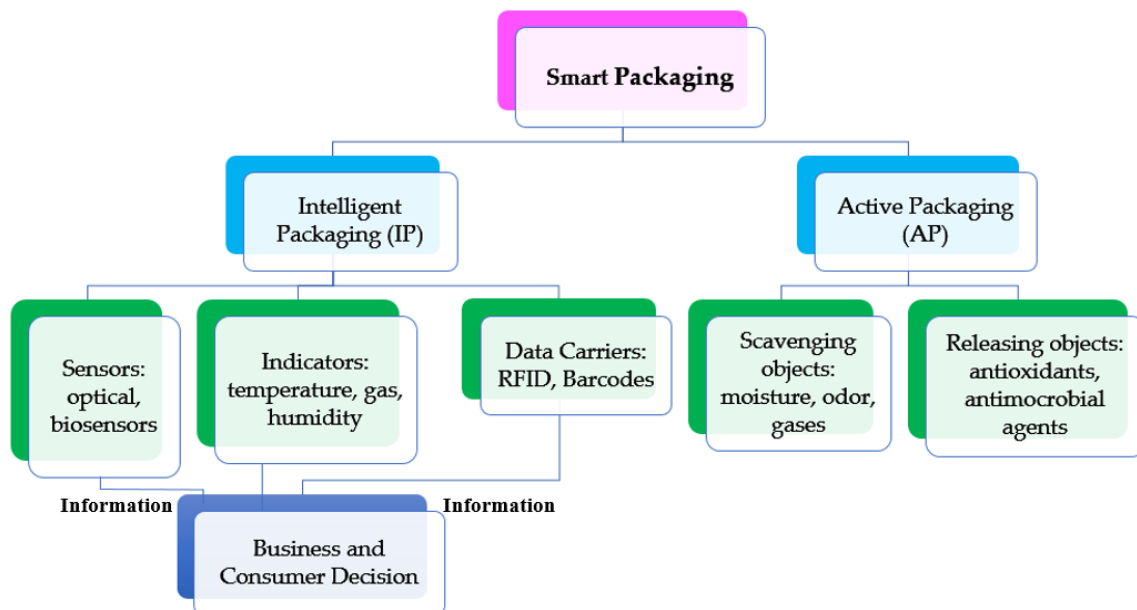 Smart Packaging
Intelligent
Packaging (IP)
Active Packaging
(AP)
Sensors:
optical,
biosensors
Indicators:
temperature, gas,
humidity
Data Carriers:
RFID, Barcodes
Scavenging
objects:
moisture, odor,
gases
Releasing objects:
antioxidants,
antimocrobial
agents
Information
Information
Business and
Consumer Decision